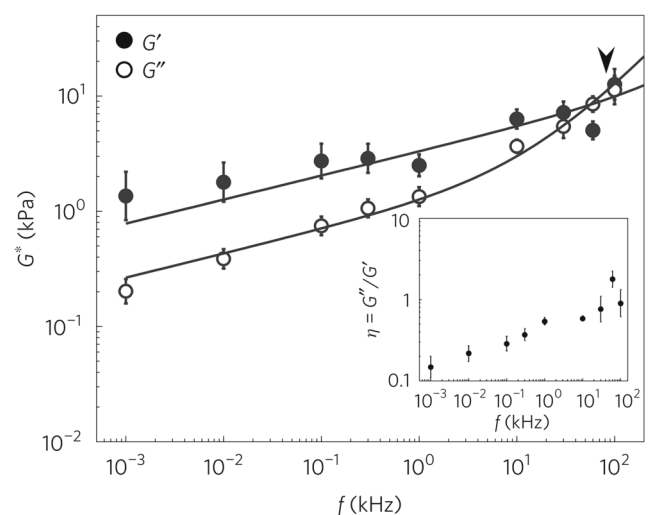 G′
G″
10¹
10⁰
10⁻¹
10⁻²
G* (kPa)
10⁻³ 10⁻² 10⁻¹ 10⁰ 10¹ 10²
f (kHz)
10
1
0.1
η = G″/G′
10⁻³ 10⁻² 10⁻¹ 10⁰ 10¹ 10²
f (kHz)